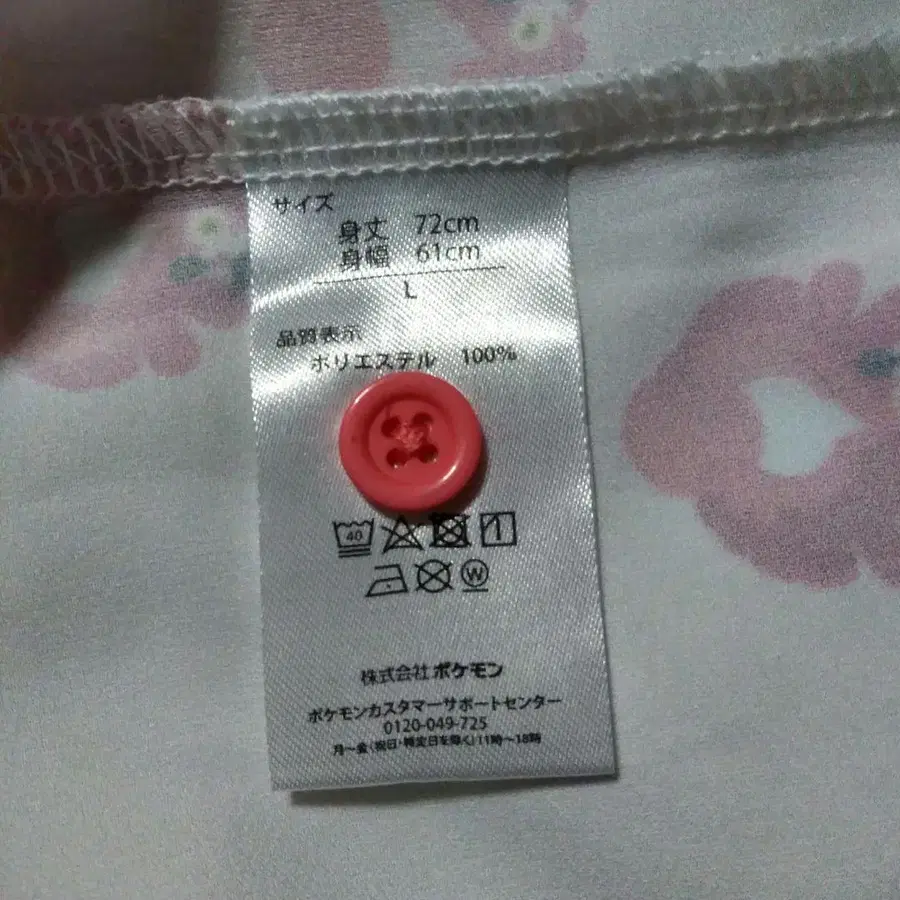 サイズ
身丈 72cm
身幅 61cm
L
品質表示
ポリエステル 100%
40
W
株式会社ポケモン
ポケモンカスタマーサポートセンター
0120-049-725
月〜金(祝日・特定日を除く)11時〜18時